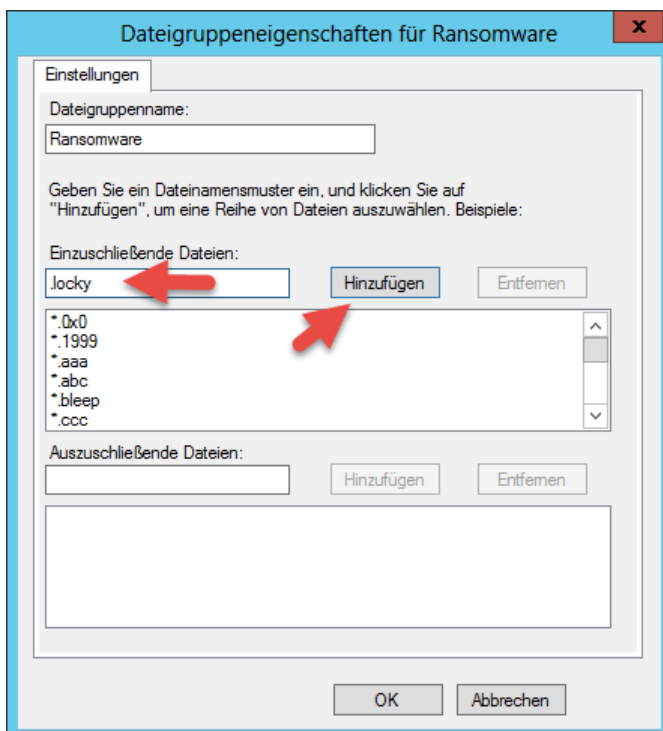 Dateigruppeneigenschaften für Ransomware
x
Einstellungen
Dateigruppenname:
Ransomware
Geben Sie ein Dateinamensmuster ein, und klicken Sie auf
"Hinzufügen", um eine Reihe von Dateien auszuwählen. Beispiele:
Einzuschließende Dateien:
.locky Hinzufügen Entfernen
*.0x0
*.1999
*.aaa
*.abc
*.bleep
*.ccc
Auszuschließende Dateien:
Hinzufügen Entfernen
OK Abbrechen